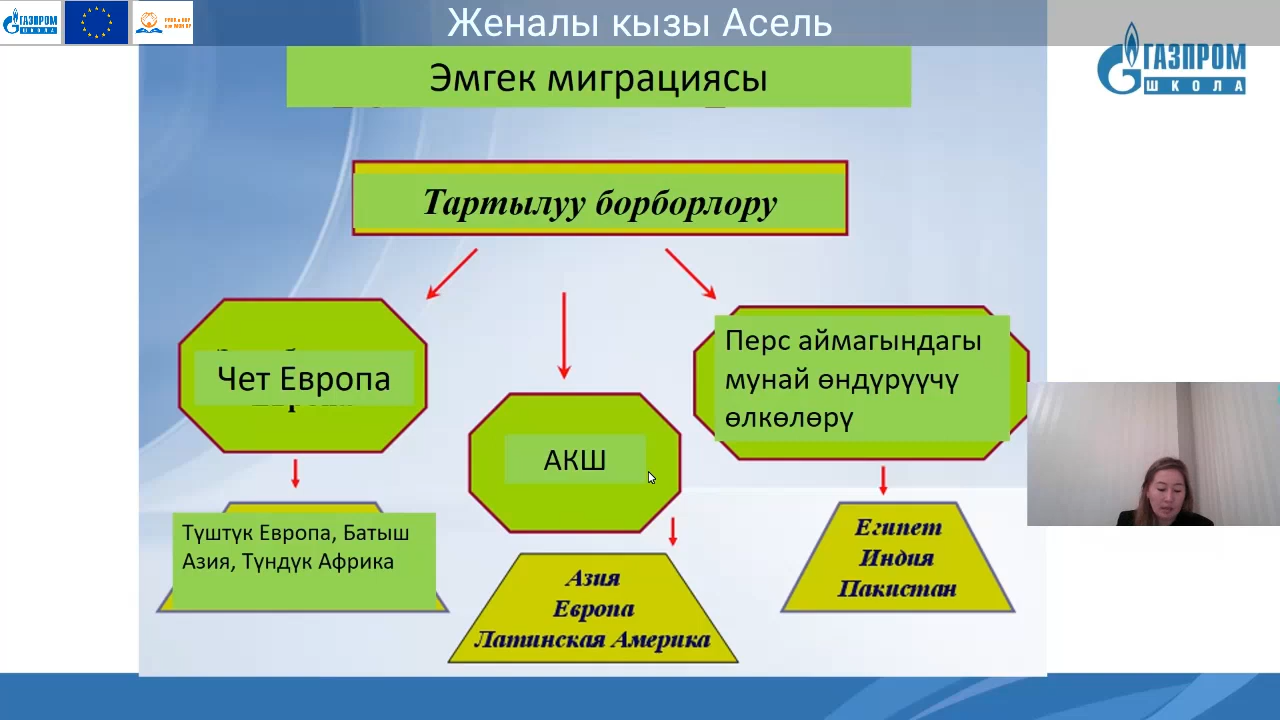 Женалы кызы Асель
ГАЗПРОМ
ШКОЛА
ГАЗПРОМ
ШКОЛА
Эмгек миграциясы
Тартылуу борборлору
Чет Европа
АКШ
Перс аймагындагы
мунай өндүрүүчү
өлкөлөрү
Түштүк Европа, Батыш
Азия, Түндүк Африка
Азия
Европа
Латинская Америка
Египет
Индия
Пакистан